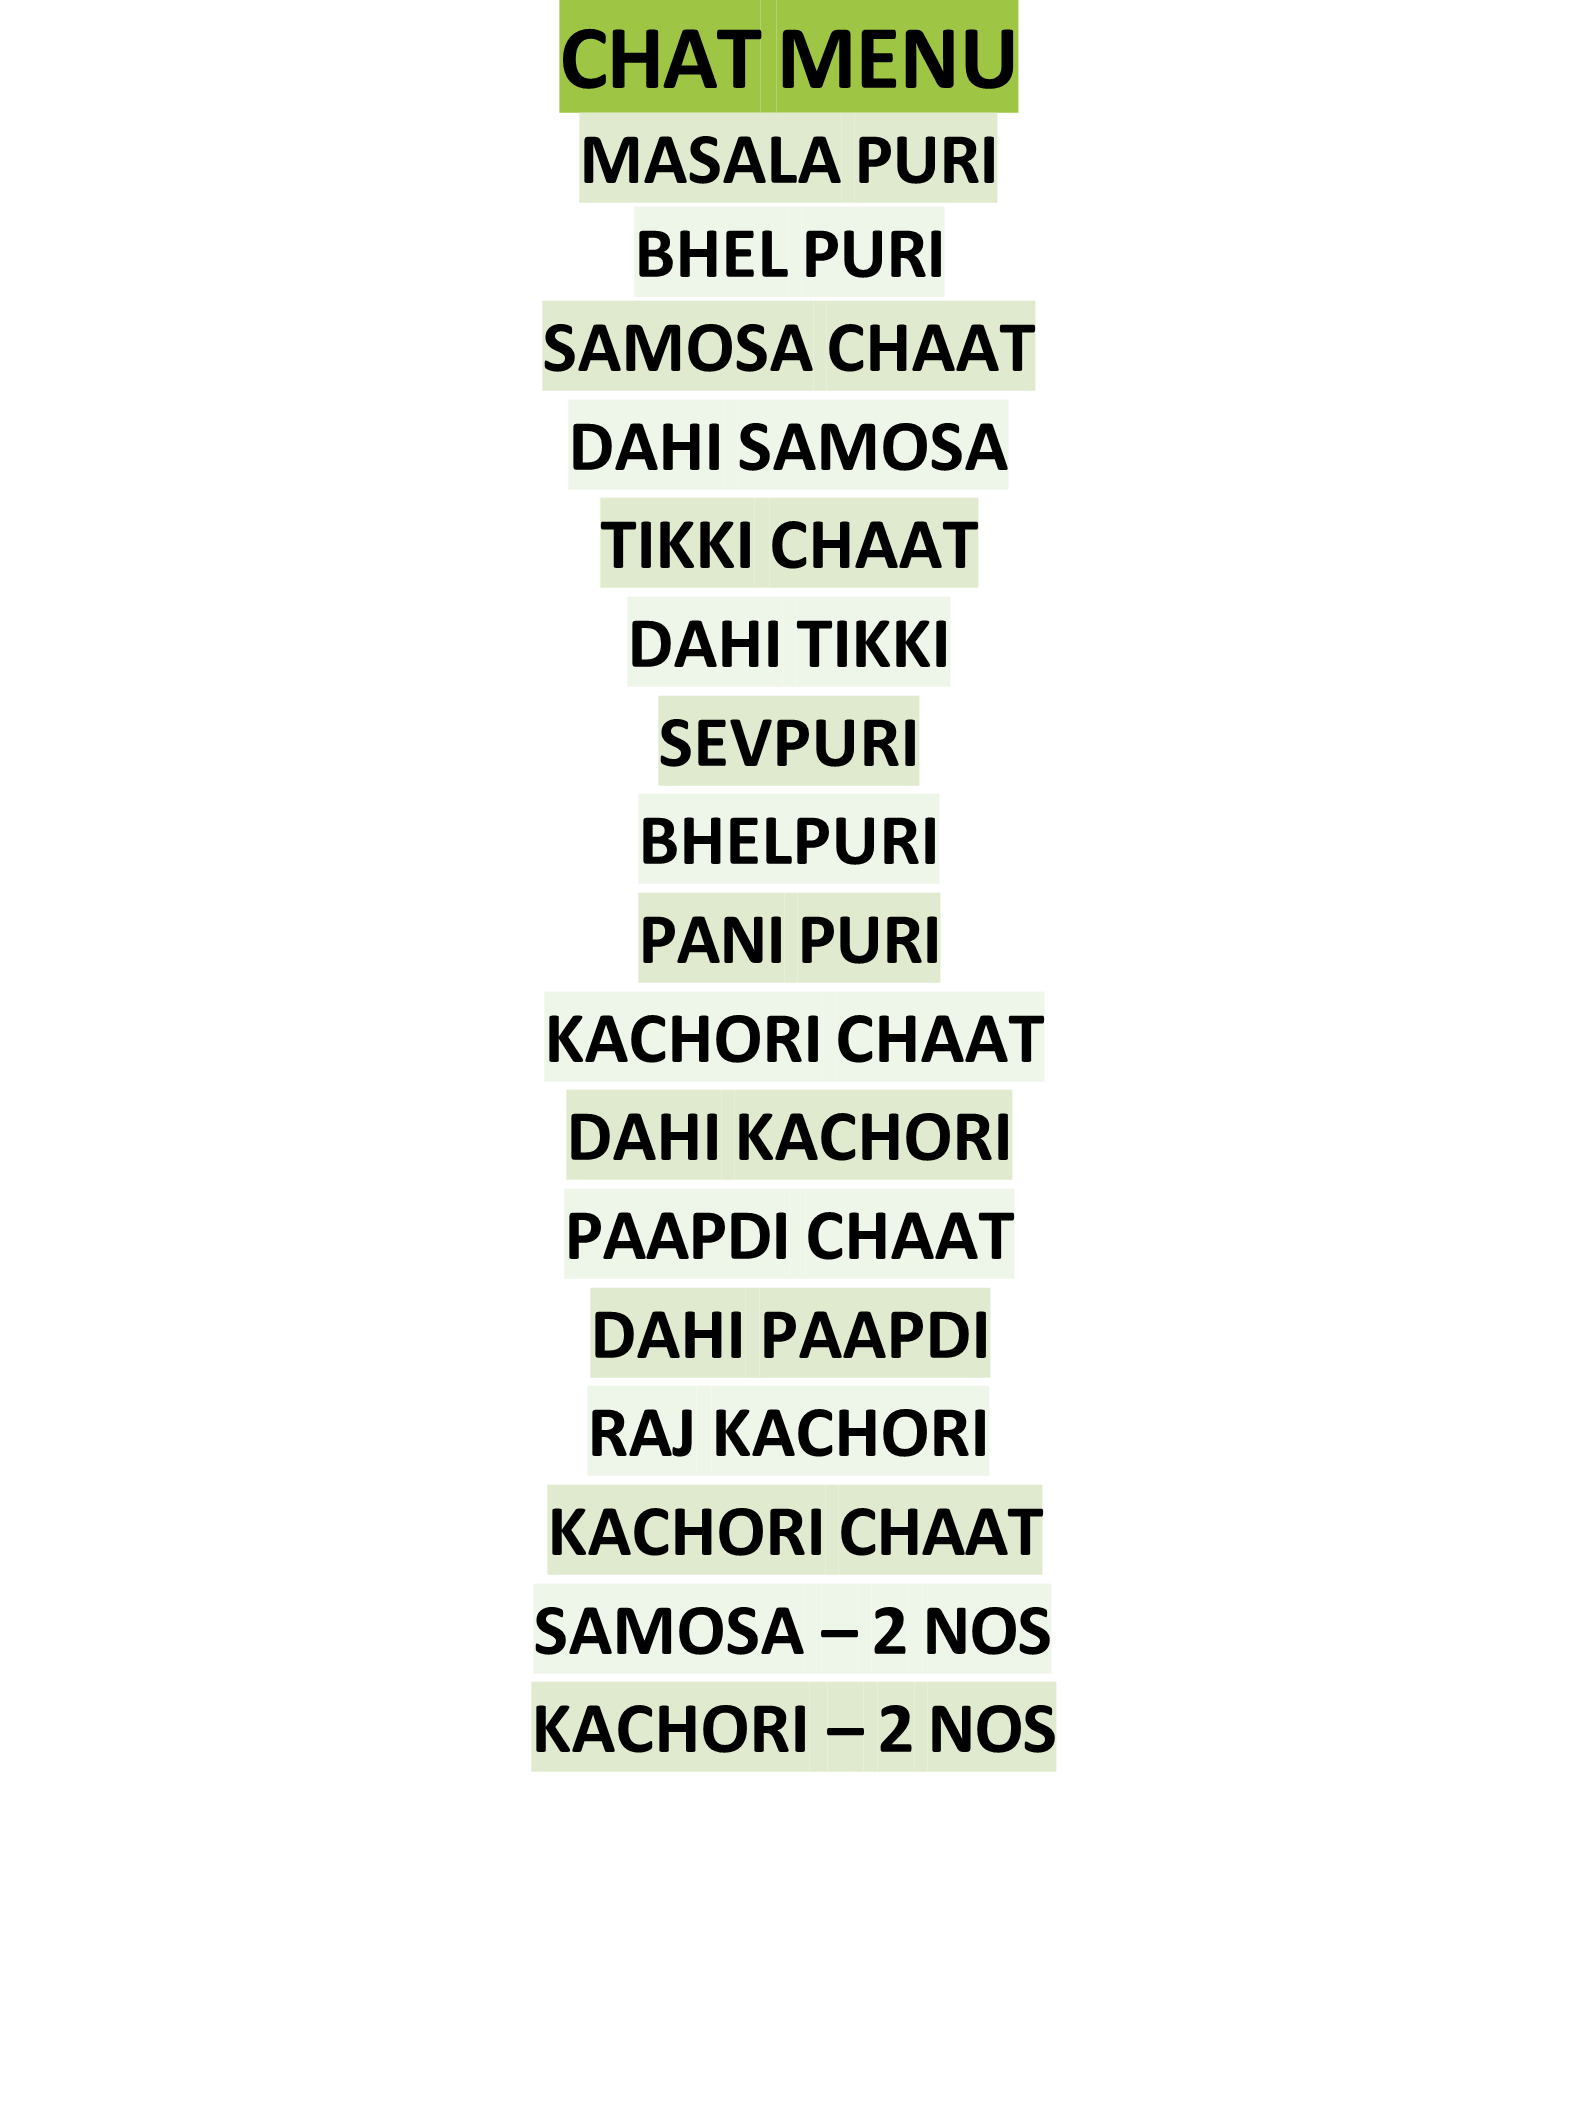 CHAT MENU
MASALA PURI
BHEL PURI
SAMOSA CHAAT
DAHI SAMOSA
TIKKI CHAAT
DAHI TIKKI
SEVPURI
BHELPURI
PANI PURI
KACHORI CHAAT
DAHI KACHORI
PAAPDI CHAAT
DAHI PAAPDI
RAJ KACHORI
KACHORI CHAAT
SAMOSA – 2 NOS
KACHORI – 2 NOS